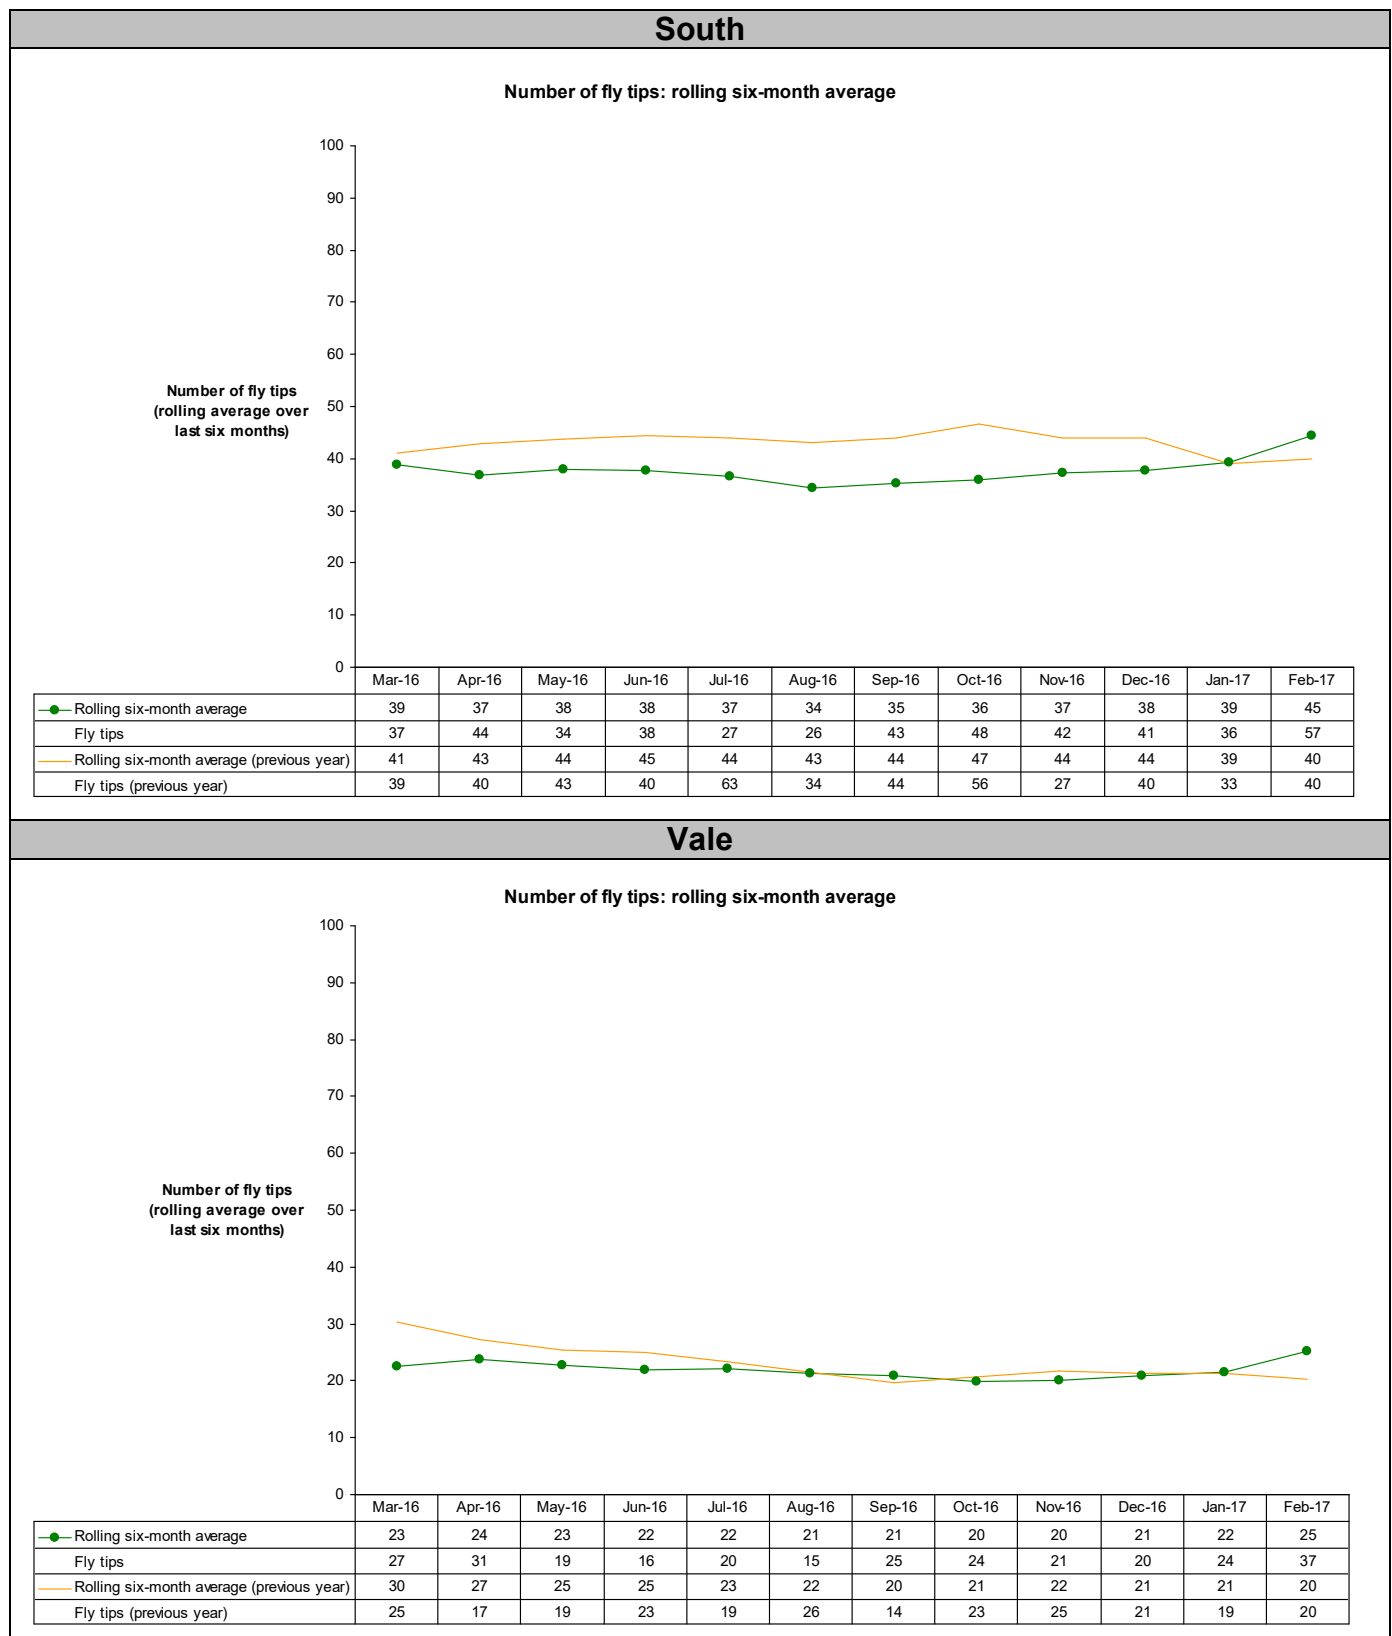 South
Number of fly tips: rolling six-month average
100
90
80
70
60
50
40
30
20
10
0
Number of fly tips
(rolling average over
last six months)
Mar-16 Apr-16 May-16 Jun-16 Jul-16 Aug-16 Sep-16 Oct-16 Nov-16 Dec-16 Jan-17 Feb-17
Rolling six-month average 39 37 38 38 37 34 35 36 37 38 39 45
Fly tips 37 44 34 38 27 26 43 48 42 41 36 57
Rolling six-month average (previous year) 41 43 44 45 44 43 44 47 44 44 39 40
Fly tips (previous year) 39 40 43 40 63 34 44 56 27 40 33 40
Vale
Number of fly tips: rolling six-month average
100
90
80
70
60
50
40
30
20
10
0
Number of fly tips
(rolling average over
last six months)
Mar-16 Apr-16 May-16 Jun-16 Jul-16 Aug-16 Sep-16 Oct-16 Nov-16 Dec-16 Jan-17 Feb-17
Rolling six-month average 23 24 23 22 22 21 21 20 20 21 22 25
Fly tips 27 31 19 16 20 15 25 24 21 20 24 37
Rolling six-month average (previous year) 30 27 25 25 23 22 20 21 22 21 21 20
Fly tips (previous year) 25 17 19 23 19 26 14 23 25 21 19 20